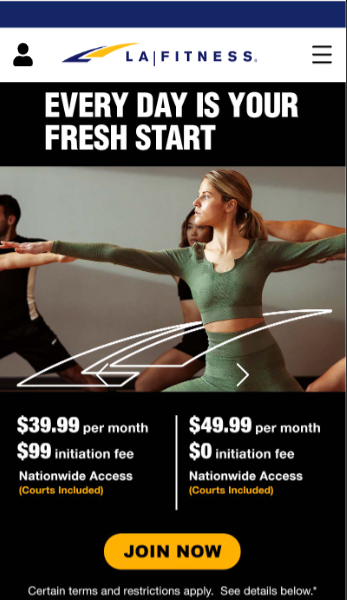 LA|FITNESS.
EVERY DAY IS YOUR
FRESH START
$39.99 per month
$99 initiation fee
Nationwide Access
(Courts Included)
$49.99 per month
$0 initiation fee
Nationwide Access
(Courts Included)
JOIN NOW
Certain terms and restrictions apply. See details below.*